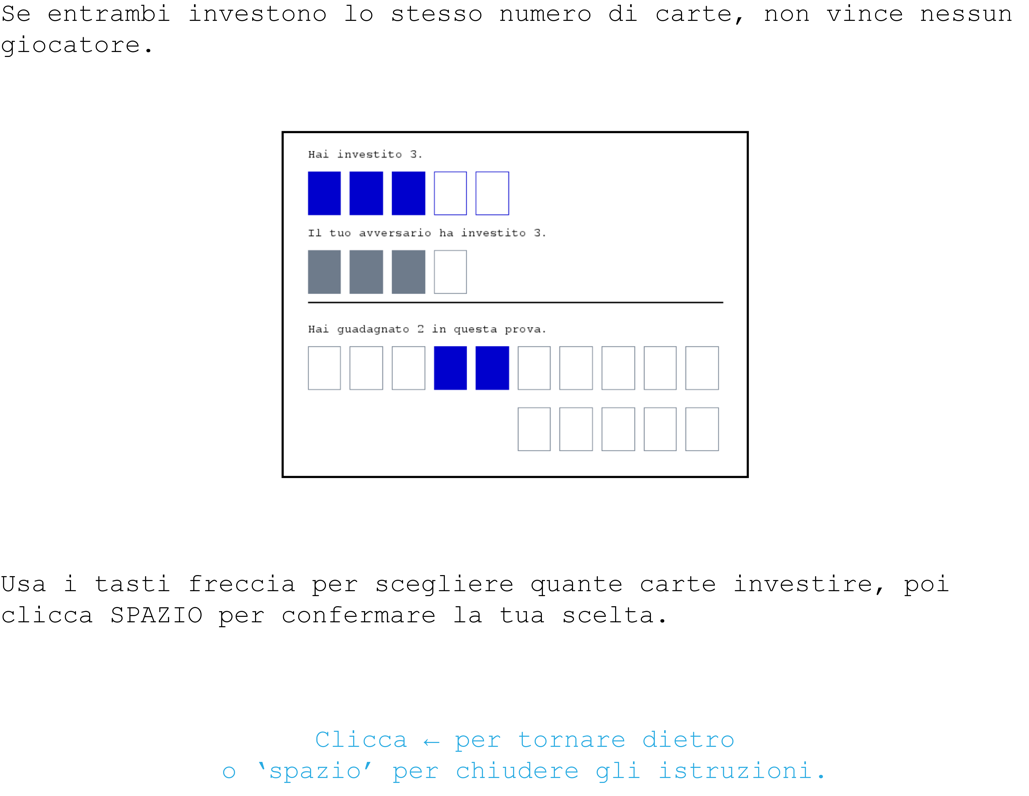 Se entrambi investono lo stesso numero di carte, non vince nessun
giocatore.
Hai investito 3.
Il tuo avversario ha investito 3.
Hai guadagnato 2 in questa prova.
Usa i tasti freccia per scegliere quante carte investire, poi
clicca SPAZIO per confermare la tua scelta.
Clicca ← per tornare dietro
o ‘spazio’ per chiudere gli istruzioni.